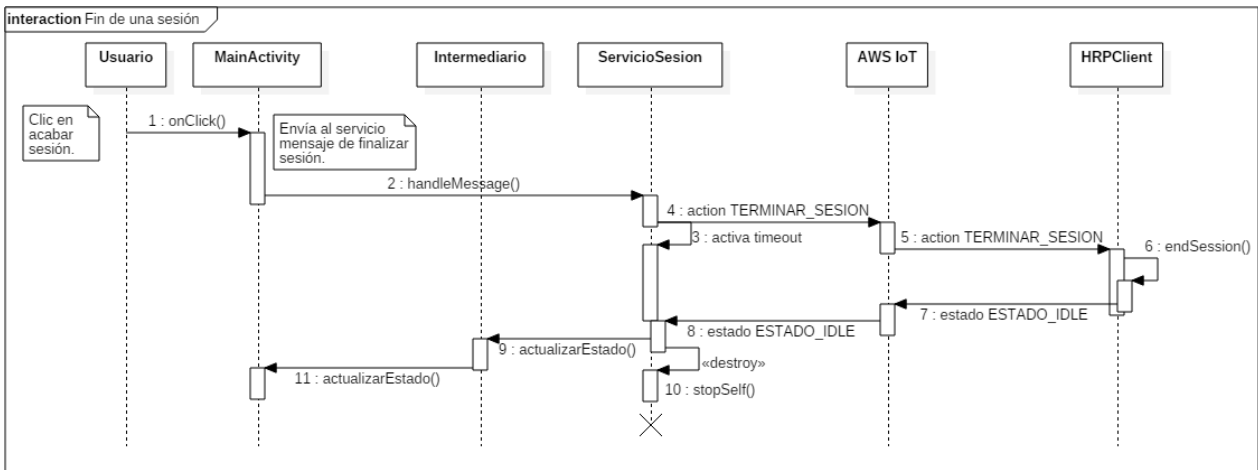 interaction Fin de una sesión
Usuario
MainActivity
Intermediario
ServicioSesion
AWS IoT
HRPClient
Clic en
acabar
sesión.
1 : onClick()
Envía al servicio
mensaje de finalizar
sesión.
2 : handleMessage()
4 : action TERMINAR_SESION
3 : activa timeout
5 : action TERMINAR_SESION
6 : endSession()
7 : estado ESTADO_IDLE
8 : estado ESTADO_IDLE
9 : actualizarEstado()
«destroy»
11 : actualizarEstado()
10 : stopSelf()